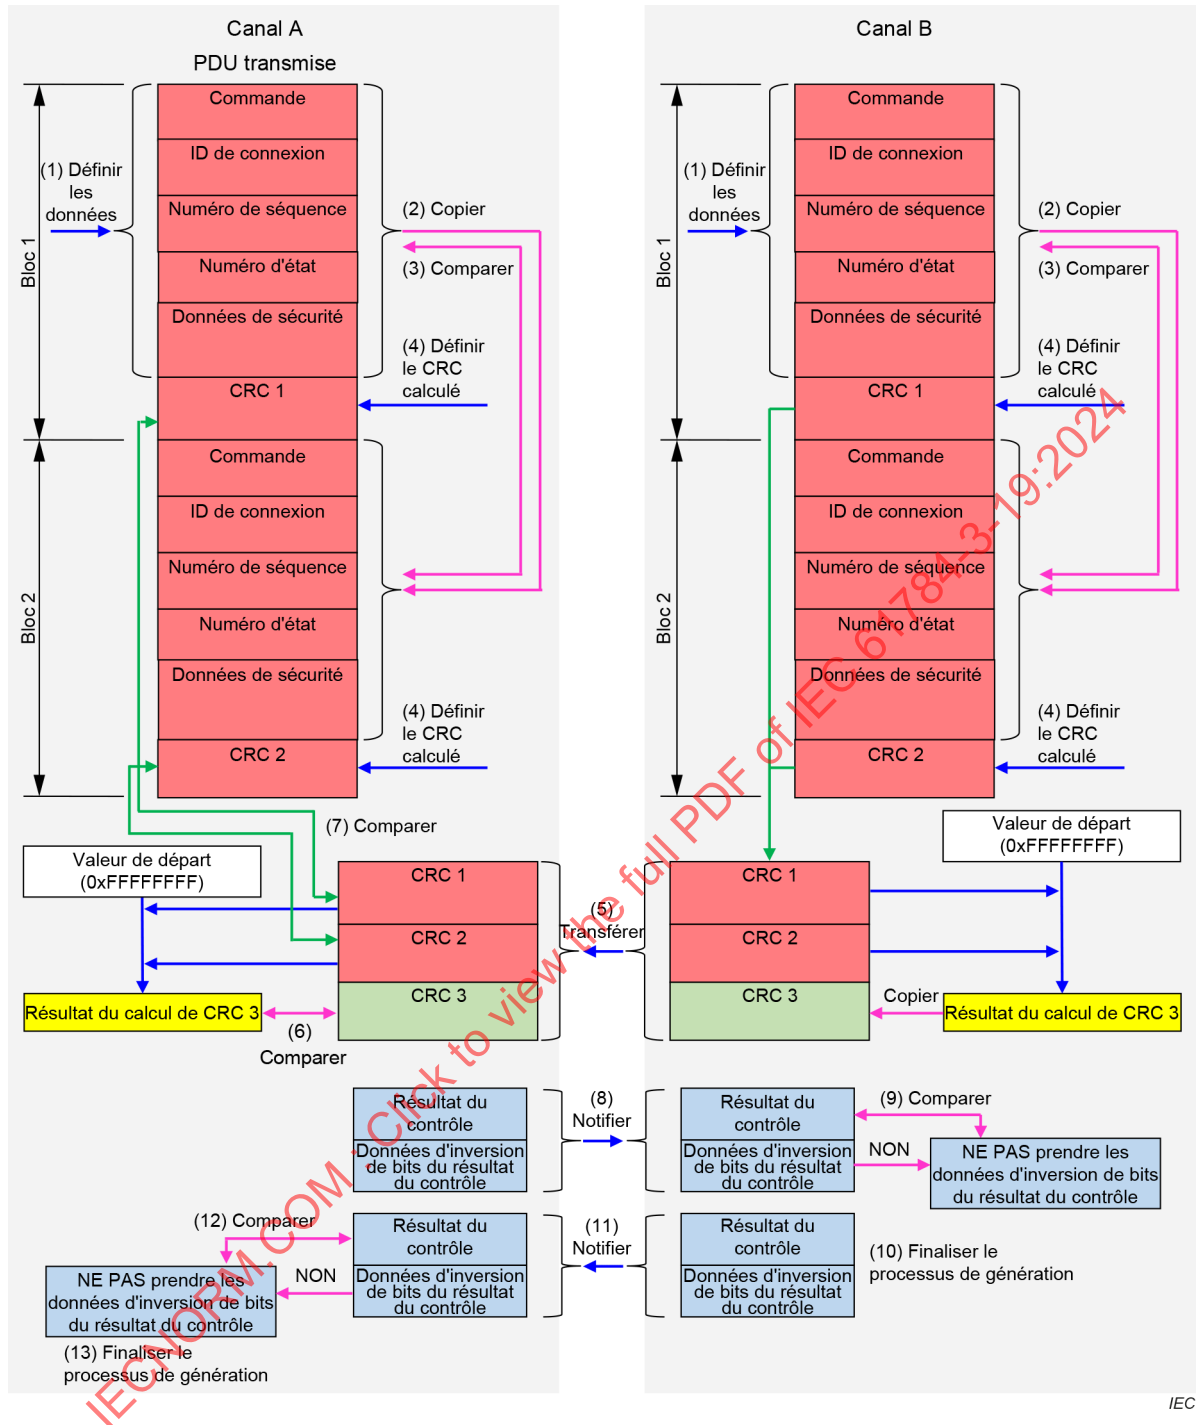 Canal A
PDU transmise
Commande
ID de connexion
Numéro de séquence
Numéro d'état
Données de sécurité
CRC 1
Commande
ID de connexion
Numéro de séquence
Numéro d'état
Données de sécurité
CRC 2
Bloc 1
Bloc 2
(1) Définir
les
données
(2) Copier
(3) Comparer
(4) Définir
le CRC
calculé
(4) Définir
le CRC
calculé
(7) Comparer
Valeur de départ
(0xFFFFFFFF)
CRC 1
CRC 2
CRC 3
Résultat du calcul de CRC 3
(6)
Comparer
(5)
Transférer
Canal B
Commande
ID de connexion
Numéro de séquence
Numéro d'état
Données de sécurité
CRC 1
Commande
ID de connexion
Numéro de séquence
Numéro d'état
Données de sécurité
CRC 2
Bloc 1
Bloc 2
(1) Définir
les
données
(2) Copier
(3) Comparer
(4) Définir
le CRC
calculé
(4) Définir
le CRC
calculé
Valeur de départ
(0xFFFFFFFF)
CRC 1
CRC 2
CRC 3
Copier
Résultat du calcul de CRC 3
Résultat du
contrôle
Données d'inversion
de bits du résultat
du contrôle
(8)
Notifier
Résultat du
contrôle
Données d'inversion
de bits du résultat
du contrôle
(9) Comparer
NON
NE PAS prendre les
données d'inversion de bits
du résultat du contrôle
(12) Comparer
NON
NE PAS prendre les
données d'inversion de bits
du résultat du contrôle
Résultat du
contrôle
Données d'inversion
de bits du résultat
du contrôle
(11)
Notifier
Résultat du
contrôle
Données d'inversion
de bits du résultat
du contrôle
(10) Finaliser le
processus de génération
(13) Finaliser le
processus de génération
IEC
IECNORM.COM : Click to view the full PDF of IEC 61784-3-19:2024